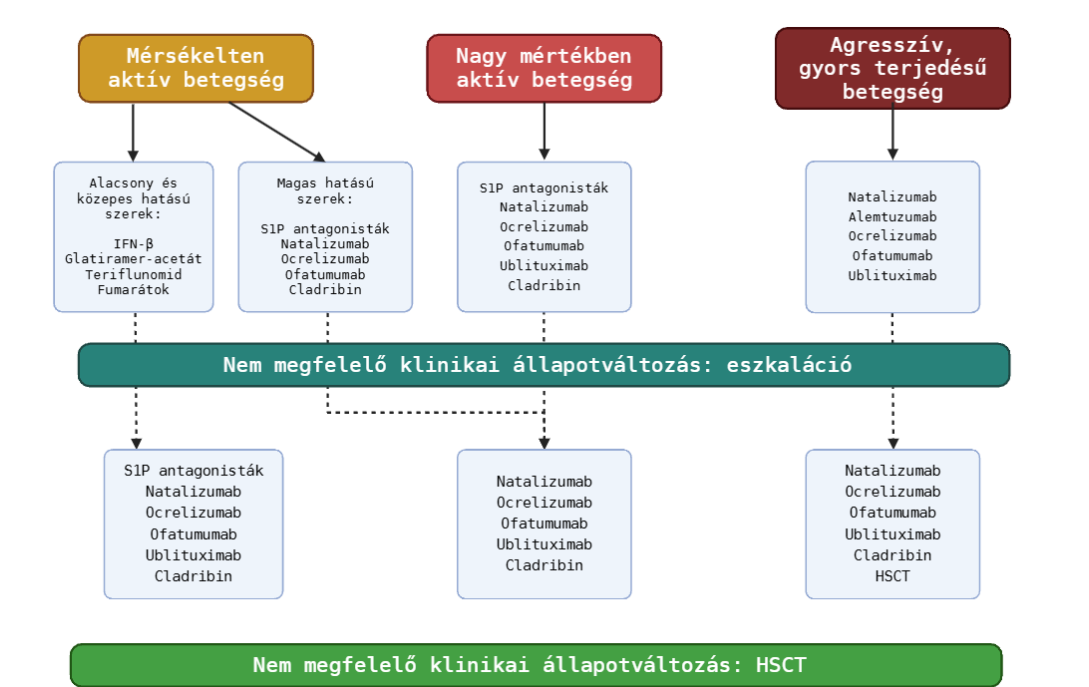 Mérsékelten
aktív betegség
Nagy mértékben
aktív betegség
Agresszív,
gyors terjedésű
betegség
Alacsony és
közepes hatású
szerek:
IFN-β
Glatiramer-acetát
Teriflunomid
Fumarátok
Magas hatású
szerek:
S1P antagonisták
Natalizumab
Ocrelizumab
Ofatumumab
Cladribin
S1P antagonisták
Natalizumab
Ocrelizumab
Ofatumumab
Ublituximab
Cladribin
Natalizumab
Alemtuzumab
Ocrelizumab
Ofatumumab
Ublituximab
Nem megfelelő klinikai állapotváltozás: eszkaláció
S1P antagonisták
Natalizumab
Ocrelizumab
Ofatumumab
Ublituximab
Cladribin
Natalizumab
Ocrelizumab
Ofatumumab
Ublituximab
Cladribin
Natalizumab
Ocrelizumab
Ofatumumab
Ublituximab
Cladribin
HSCT
Nem megfelelő klinikai állapotváltozás: HSCT